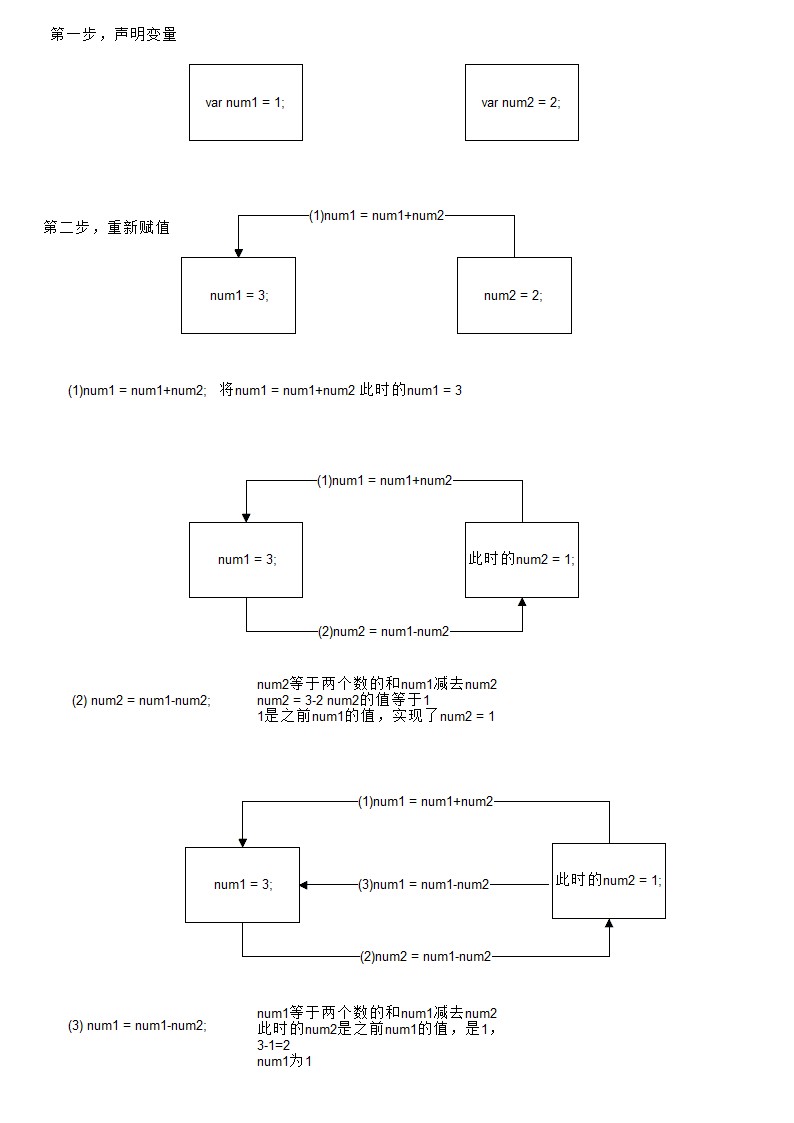 第一步，声明变量
var num1 = 1;
var num2 = 2;
第二步，重新赋值
(1)num1 = num1+num2
num1 = 3;
num2 = 2;
(1)num1 = num1+num2; 将num1 = num1+num2 此时的num1 = 3
(1)num1 = num1+num2
num1 = 3;
此时的num2 = 1;
(2)num2 = num1-num2
(2) num2 = num1-num2;
num2等于两个数的和num1减去num2
num2 = 3-2 num2的值等于1
1是之前num1的值，实现了num2 = 1
(1)num1 = num1+num2
num1 = 3;
(3)num1 = num1-num2
此时的num2 = 1;
(2)num2 = num1-num2
(3) num1 = num1-num2;
num1等于两个数的和num1减去num2
此时的num2是之前num1的值，是1，
3-1=2
num1为1